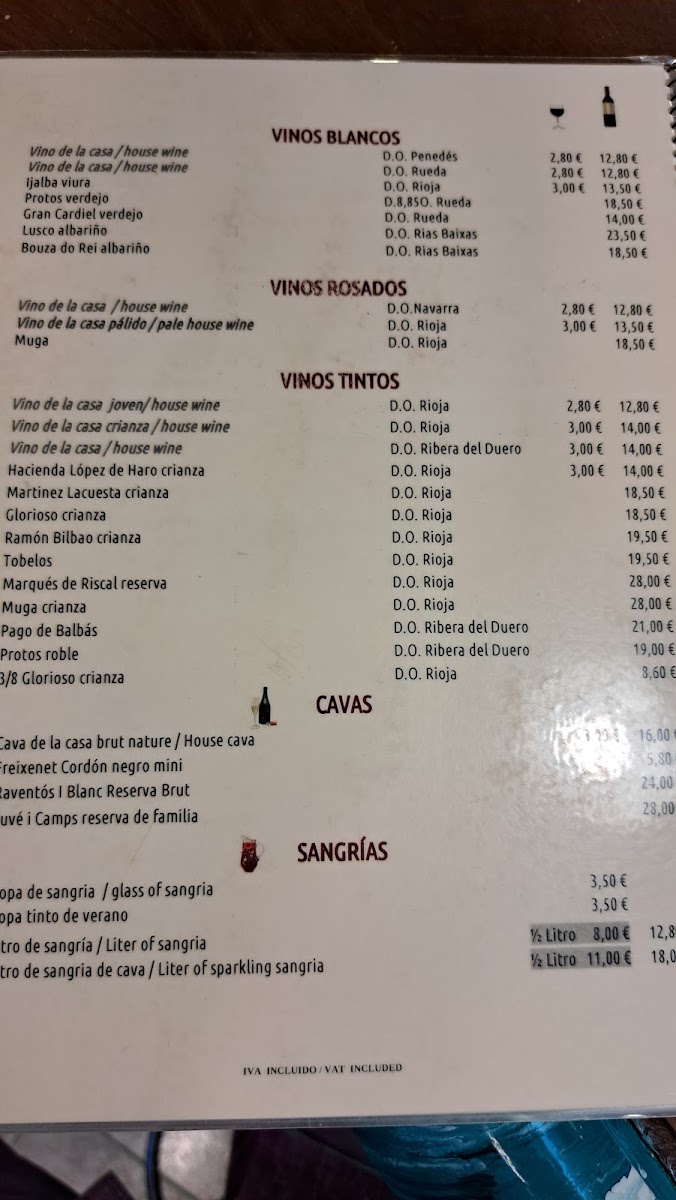 VINOS BLANCOS
Vino de la casa / house wine D.O. Penedés 2,80 € 12,80 €
Vino de la casa / house wine D.O. Rueda 2,80 € 12,80 €
Ijalba viura D.O. Rioja 3,00 € 13,50 €
Protos verdejo D.8,85O. Rueda 18,50 €
Gran Cardiel verdejo D.O. Rueda 14,00 €
Lusco albariño D.O. Rias Baixas 23,50 €
Bouza do Rei albariño D.O. Rias Baixas 18,50 €
VINOS ROSADOS
Vino de la casa / house wine D.O.Navarra 2,80 € 12,80 €
Vino de la casa pálido / pale house wine D.O. Rioja 3,00 € 13,50 €
Muga D.O. Rioja 18,50 €
VINOS TINTOS
Vino de la casa joven/ house wine D.O. Rioja 2,80 € 12,80 €
Vino de la casa crianza / house wine D.O. Rioja 3,00 € 14,00 €
Vino de la casa / house wine D.O. Ribera del Duero 3,00 € 14,00 €
Hacienda López de Haro crianza D.O. Rioja 3,00 € 14,00 €
Martinez Lacuesta crianza D.O. Rioja 18,50 €
Glorioso crianza D.O. Rioja 18,50 €
Ramón Bilbao crianza D.O. Rioja 19,50 €
Tobelos D.O. Rioja 19,50 €
Marqués de Riscal reserva D.O. Rioja 28,00 €
Muga crianza D.O. Rioja 28,00 €
Pago de Balbás D.O. Ribera del Duero 21,00 €
Protos roble D.O. Ribera del Duero 19,00 €
3/8 Glorioso crianza D.O. Rioja 8,60 €
CAVAS
Cava de la casa brut nature / House cava 16,00
Freixenet Cordón negro mini 5,80
Raventós I Blanc Reserva Brut 24,00
uvé i Camps reserva de familia 28,00
SANGRÍAS
opa de sangria / glass of sangria 3,50 €
opa tinto de verano 3,50 €
tro de sangría / Liter of sangria ½ Litro 8,00 € 12,8
tro de sangria de cava / Liter of sparkling sangria ½ Litro 11,00 € 18,0
IVA INCLUIDO / VAT INCLUDED